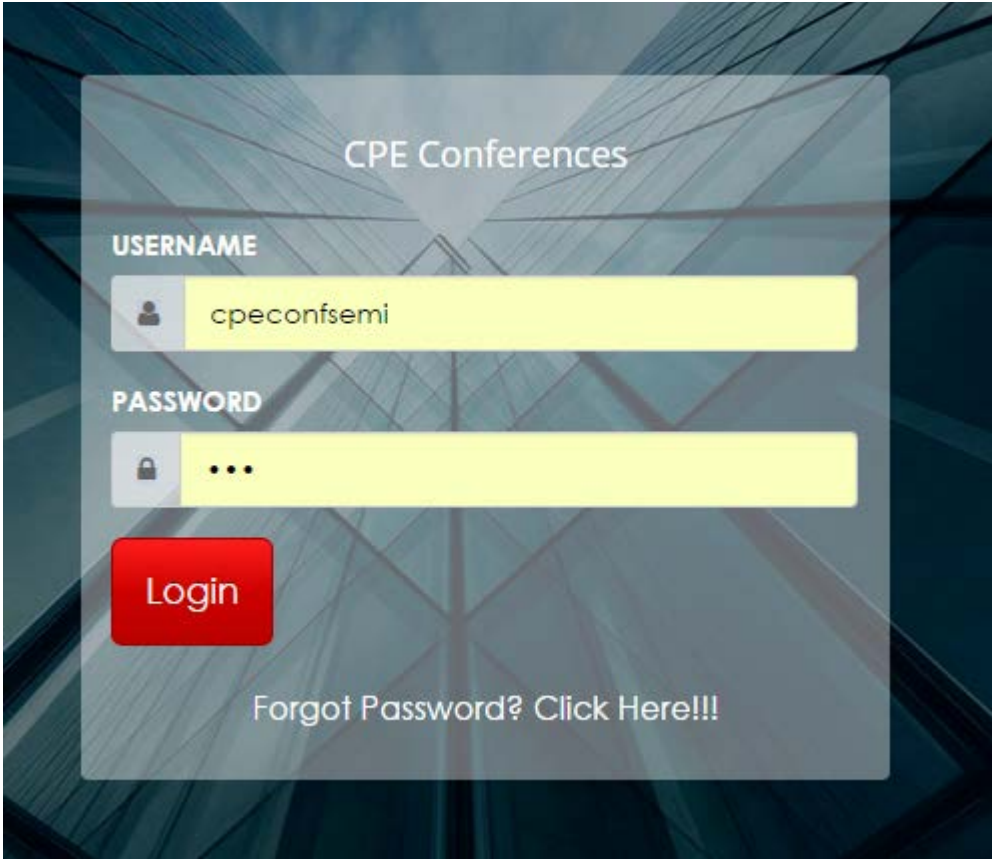 CPE Conferences
USERNAME
cpeconfsemi
PASSWORD
•••
Login
Forgot Password? Click Here!!!